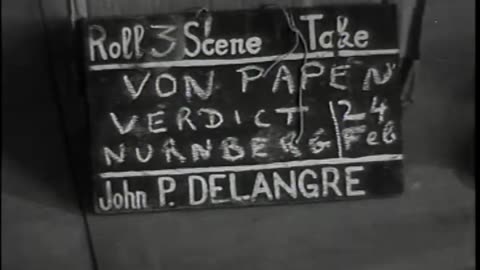 Roll 3 Scene Take
VON PAPEN
VERDICT 24
NURNBERG Feb
John P. DELANGRE